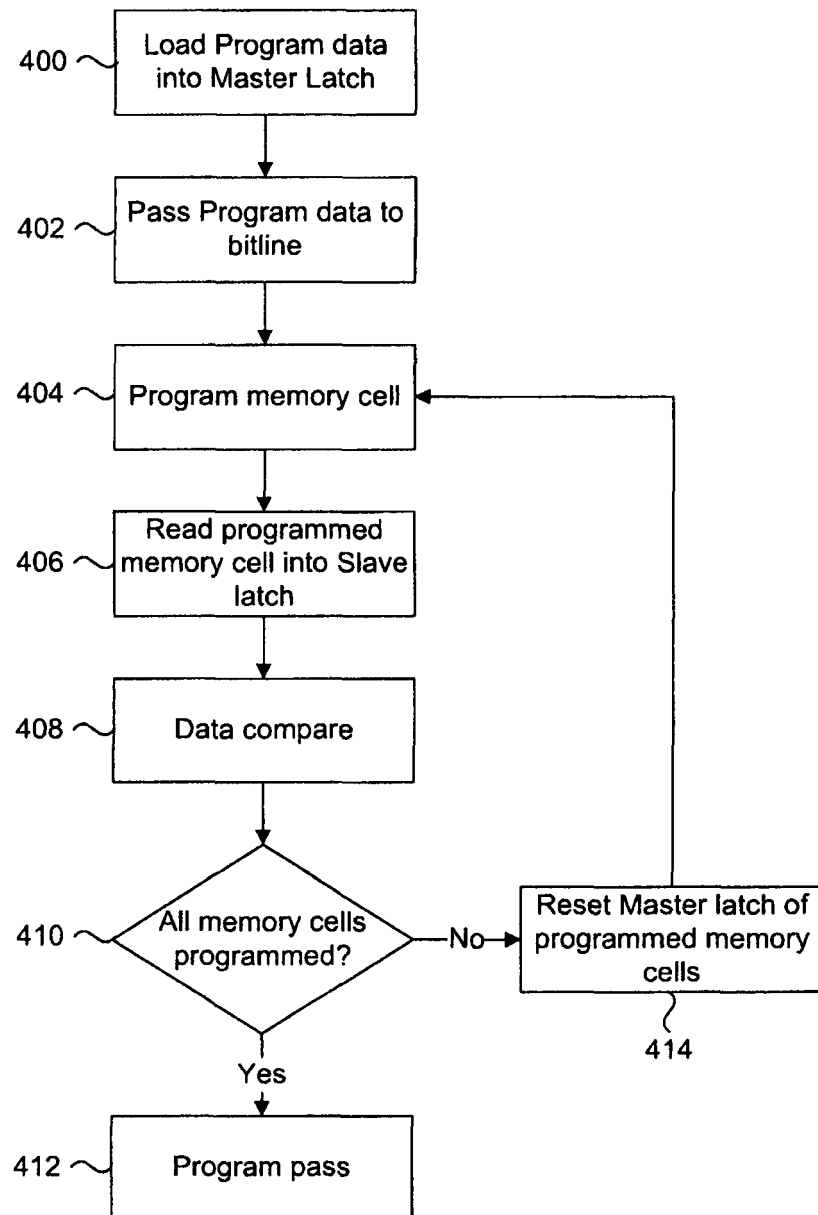 400
Load Program data
into Master Latch
402
Pass Program data to
bitline
404
Program memory cell
406
Read programmed
memory cell into Slave
latch
408
Data compare
410
All memory cells
programmed?
No
Reset Master latch of
programmed memory
cells
414
Yes
412
Program pass